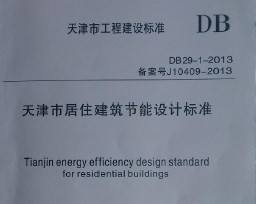 天津市工程建设标准
DB
DB29-1-2013
备案号J10409-2013
天津市居住建筑节能设计标准
Tianjin energy efficiency design standard
for residential buildings